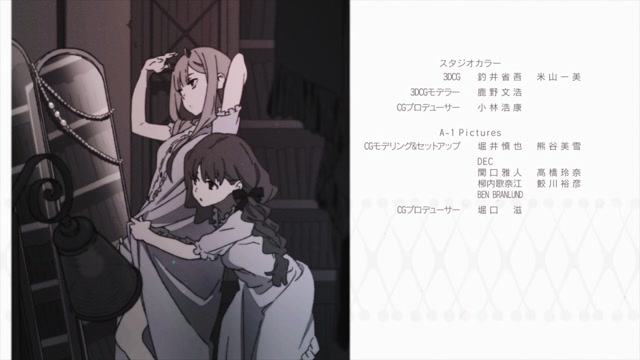 スタジオカラー
3DCG 釣井省吾 米山一美
3DCGモデラー 鹿野文浩
CGプロデューサー 小林浩康
A-1 Pictures
CGモデリング&セットアップ 堀井慎也 熊谷美雪
DEC
関口雅人 高橋玲奈
柳内歌奈江 鮫川裕彦
BEN BRANLUND
CGプロデューサー 堀口 滋